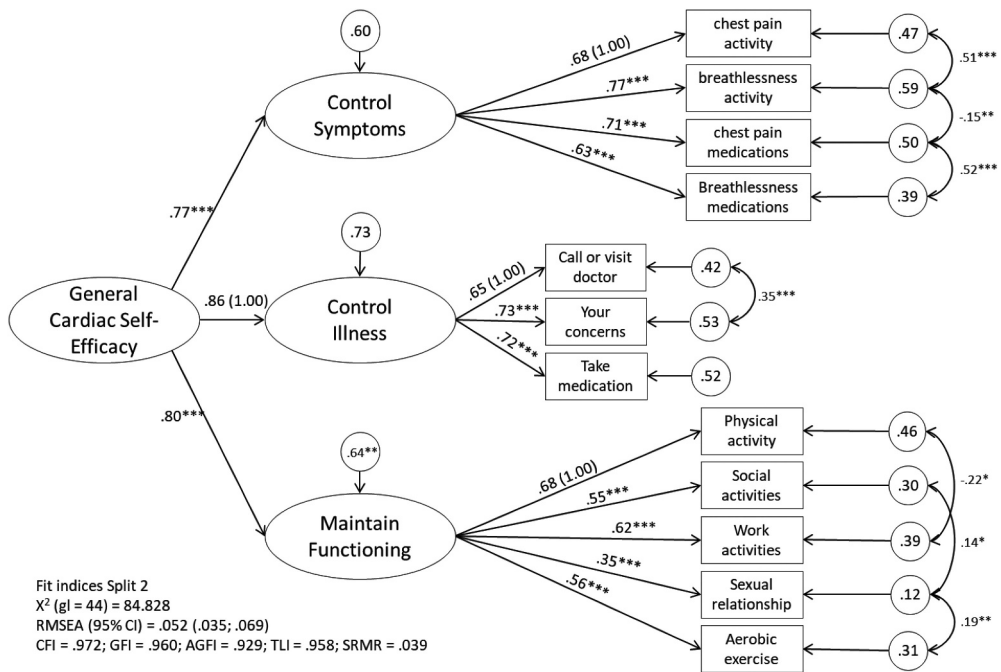 General
Cardiac Self-
Efficacy
.77***
.86 (1.00)
.80***
.60
Control
Symptoms
.68 (1.00)
.77***
.71***
.63***
chest pain
activity
.47
breathlessness
activity
.59
chest pain
medications
.50
Breathlessness
medications
.39
.51***
-.15**
.52***
.73
Control
Illness
.65 (1.00)
.73***
.72***
Call or visit
doctor
.42
Your
concerns
.53
Take
medication
.52
.35***
.64**
Maintain
Functioning
.68 (1.00)
.55***
.62***
.35***
.56***
Physical
activity
.46
Social
activities
.30
Work
activities
.39
Sexual
relationship
.12
Aerobic
exercise
.31
-.22*
.14*
.19**
Fit indices Split 2
X² (gl = 44) = 84.828
RMSEA (95% CI) = .052 (.035; .069)
CFI = .972; GFI = .960; AGFI = .929; TLI = .958; SRMR = .039